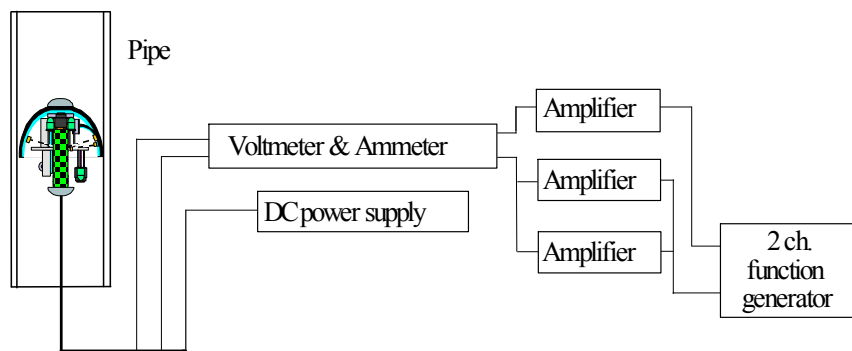 Pipe
Amplifier
Voltmeter & Ammeter
Amplifier
DC power supply
Amplifier
2 ch.
function
generator